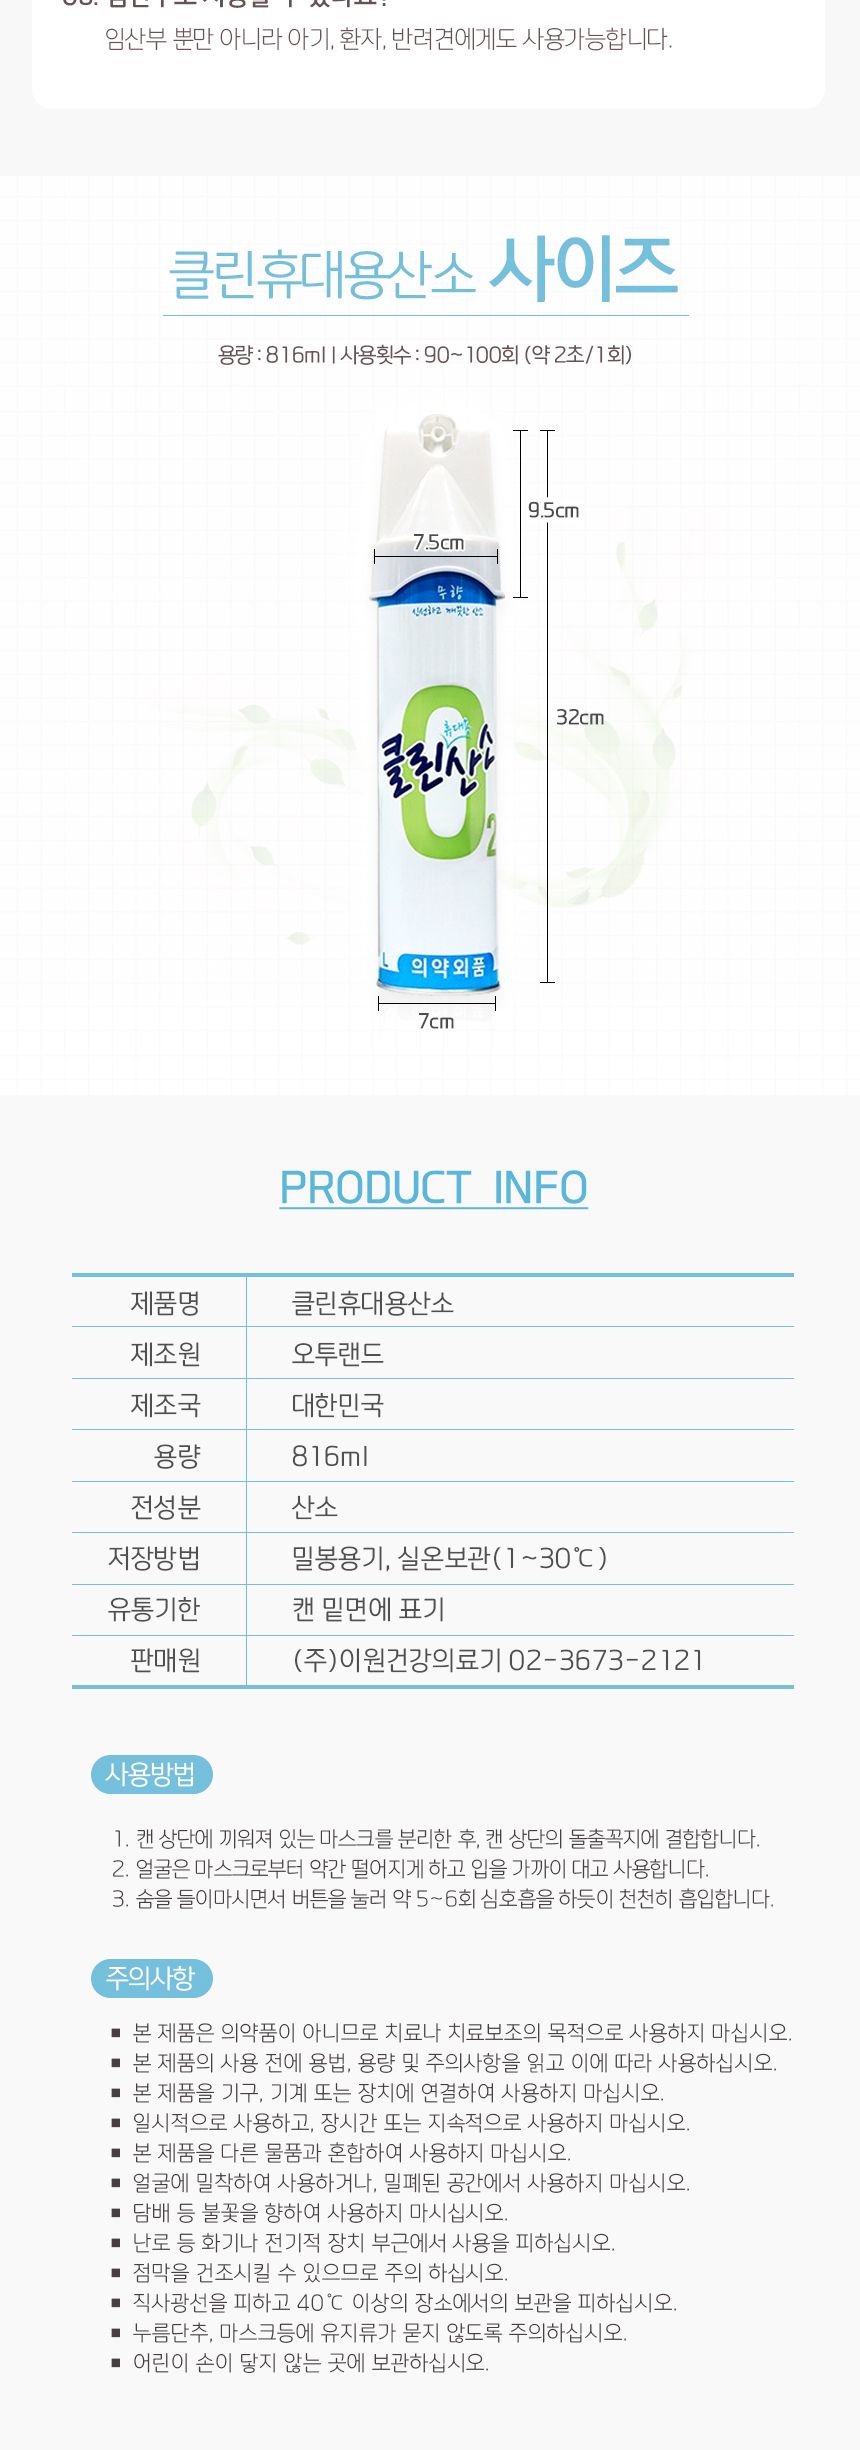 임산부 뿐만 아니라 아기, 환자, 반려견에게도 사용가능합니다.
클린휴대용산소 사이즈
용량 : 816ml | 사용횟수 : 90~100회 (약 2초/1회)
9.5cm
7.5cm
무향
신선하고 깨끗한 산소
32cm
휴대용
클린산소
O2
L
의약외품
7cm
PRODUCT INFO
제품명 클린휴대용산소
제조원 오투랜드
제조국 대한민국
용량 816ml
전성분 산소
저장방법 밀봉용기, 실온보관(1~30℃)
유통기한 캔 밑면에 표기
판매원 (주)이원건강의료기 02-3673-2121
사용방법
1. 캔 상단에 끼워져 있는 마스크를 분리한 후, 캔 상단의 돌출꼭지에 결합합니다.
2. 얼굴은 마스크로부터 약간 떨어지게 하고 입을 가까이 대고 사용합니다.
3. 숨을 들이마시면서 버튼을 눌러 약 5~6회 심호흡을 하듯이 천천히 흡입합니다.
주의사항
■ 본 제품은 의약품이 아니므로 치료나 치료보조의 목적으로 사용하지 마십시오.
■ 본 제품의 사용 전에 용법, 용량 및 주의사항을 읽고 이에 따라 사용하십시오.
■ 본 제품을 기구, 기계 또는 장치에 연결하여 사용하지 마십시오.
■ 일시적으로 사용하고, 장시간 또는 지속적으로 사용하지 마십시오.
■ 본 제품을 다른 물품과 혼합하여 사용하지 마십시오.
■ 얼굴에 밀착하여 사용하거나, 밀폐된 공간에서 사용하지 마십시오.
■ 담배 등 불꽃을 향하여 사용하지 마시십시오.
■ 난로 등 화기나 전기적 장치 부근에서 사용을 피하십시오.
■ 점막을 건조시킬 수 있으므로 주의 하십시오.
■ 직사광선을 피하고 40℃ 이상의 장소에서의 보관을 피하십시오.
■ 누름단추, 마스크등에 유지류가 묻지 않도록 주의하십시오.
■ 어린이 손이 닿지 않는 곳에 보관하십시오.